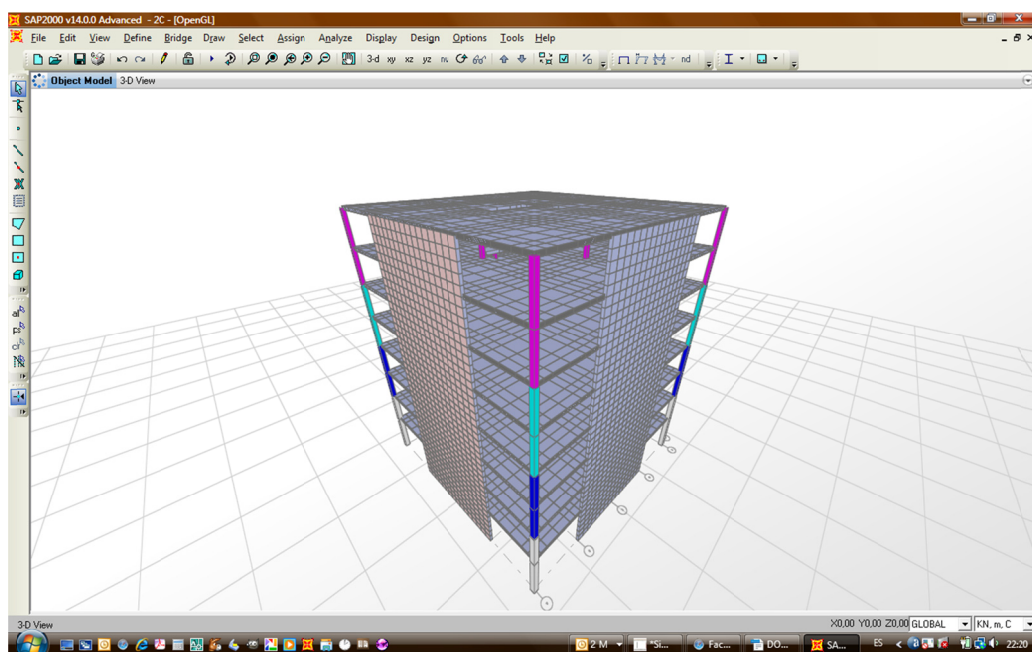 SAP2000 v14.0.0 Advanced - 2C - [OpenGL]
File Edit View Define Bridge Draw Select Assign Analyze Display Design Options Tools Help
3-d xy xz yz nv nd
Object Model 3-D View
3-D View X0,00 Y0,00 Z0,00 GLOBAL KN, m, C
2 M *Si... Fac... DO... SA... ES 22:20